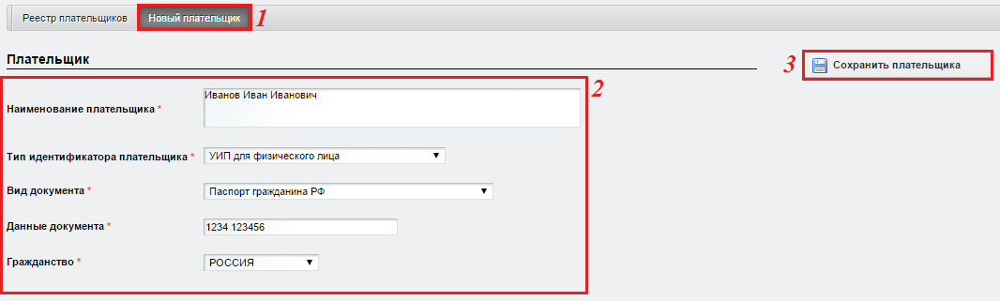 Реестр плательщиков Новый плательщик 1
Плательщик
3 Сохранить плательщика
2
Наименование плательщика * Иванов Иван Иванович
Тип идентификатора плательщика * УИП для физического лица
Вид документа * Паспорт гражданина РФ
Данные документа * 1234 123456
Гражданство * РОССИЯ